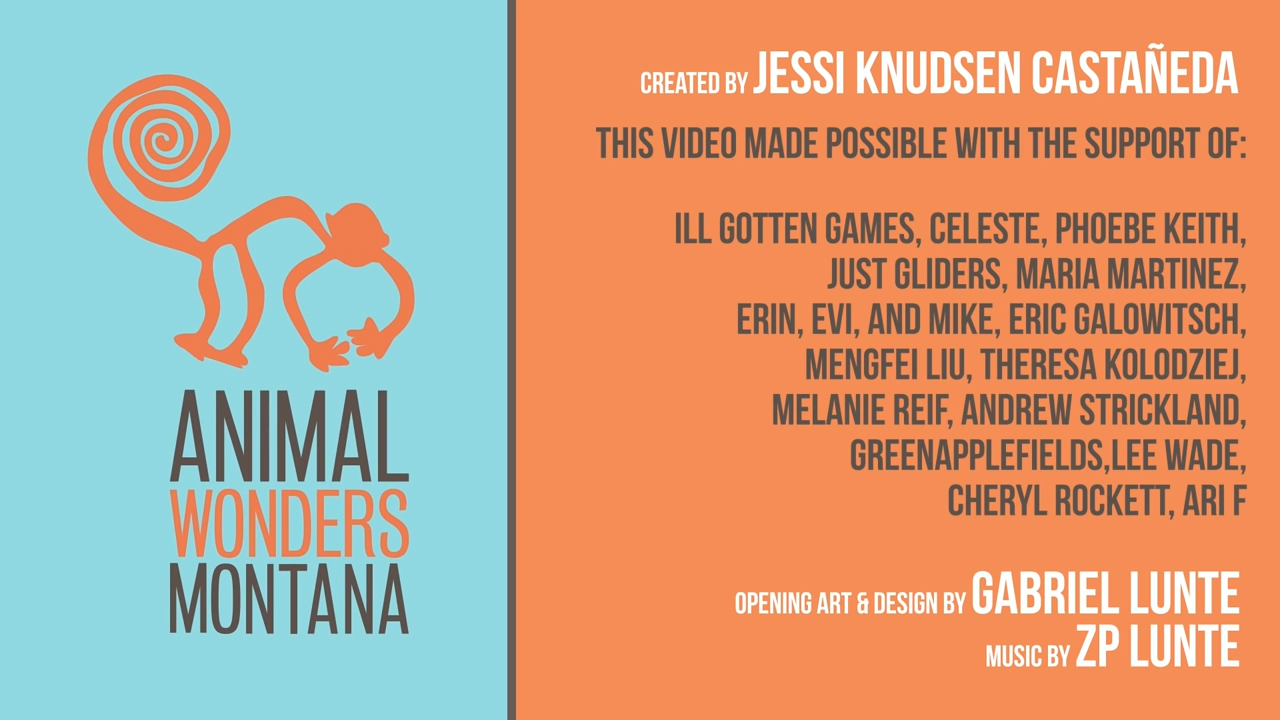 ANIMAL
WONDERS
MONTANA
CREATED BY JESSI KNUDSEN CASTAÑEDA
THIS VIDEO MADE POSSIBLE WITH THE SUPPORT OF:
ILL GOTTEN GAMES, CELESTE, PHOEBE KEITH,
JUST GLIDERS, MARIA MARTINEZ,
ERIN, EVI, AND MIKE, ERIC GALOWITSCH,
MENGFEI LIU, THERESA KOLODZIEJ,
MELANIE REIF, ANDREW STRICKLAND,
GREENAPPLEFIELDS,LEE WADE,
CHERYL ROCKETT, ARI F
OPENING ART & DESIGN BY GABRIEL LUNTE
MUSIC BY ZP LUNTE